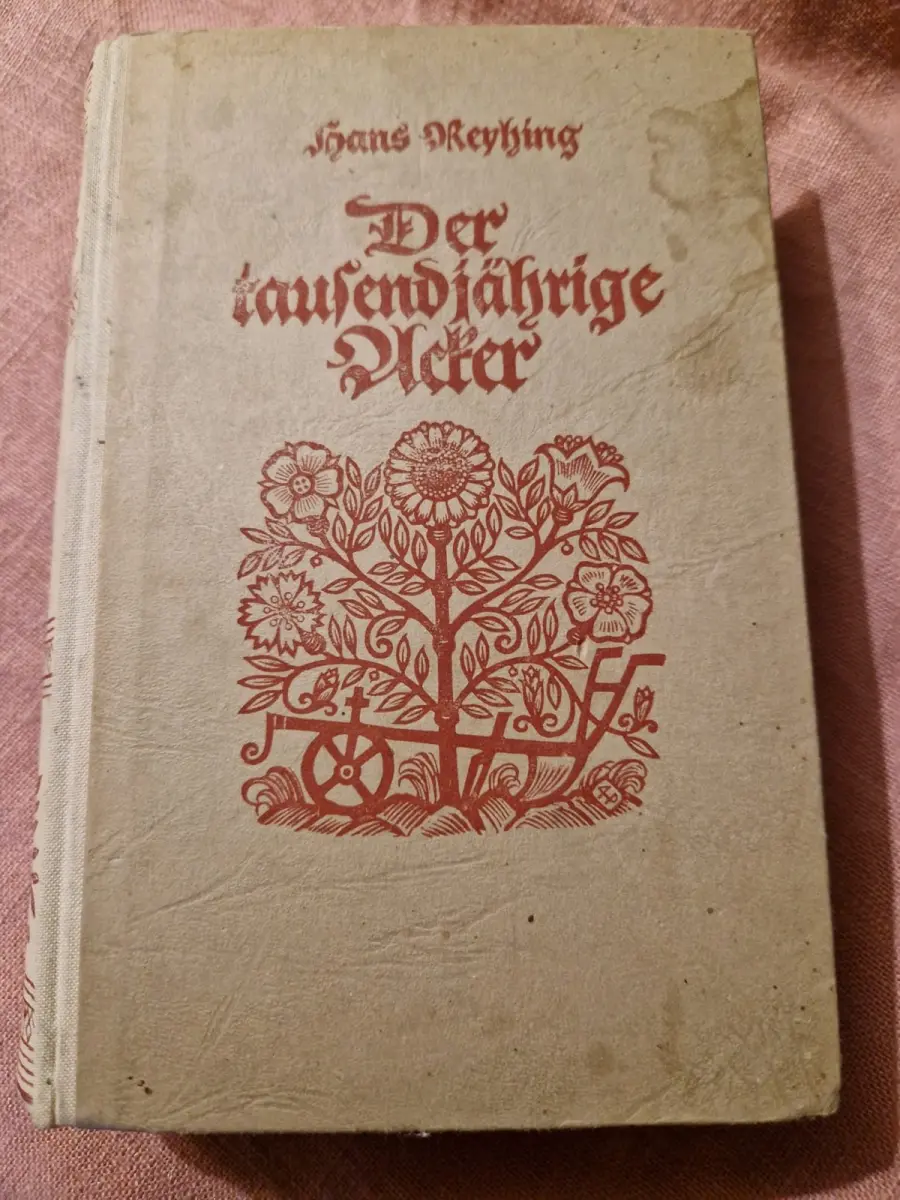 Hans Reyhing
Der
tausendjährige
Acker